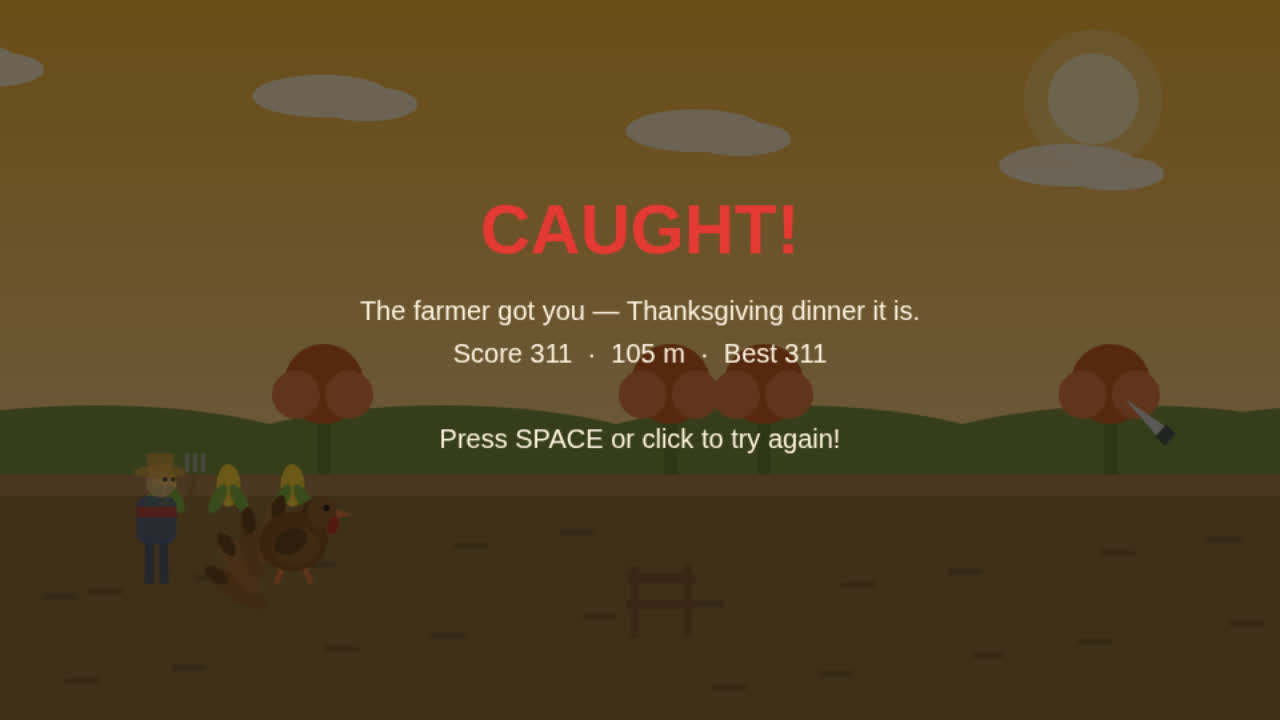 CAUGHT!
The farmer got you — Thanksgiving dinner it is.
Score 311 · 105 m · Best 311
Press SPACE or click to try again!